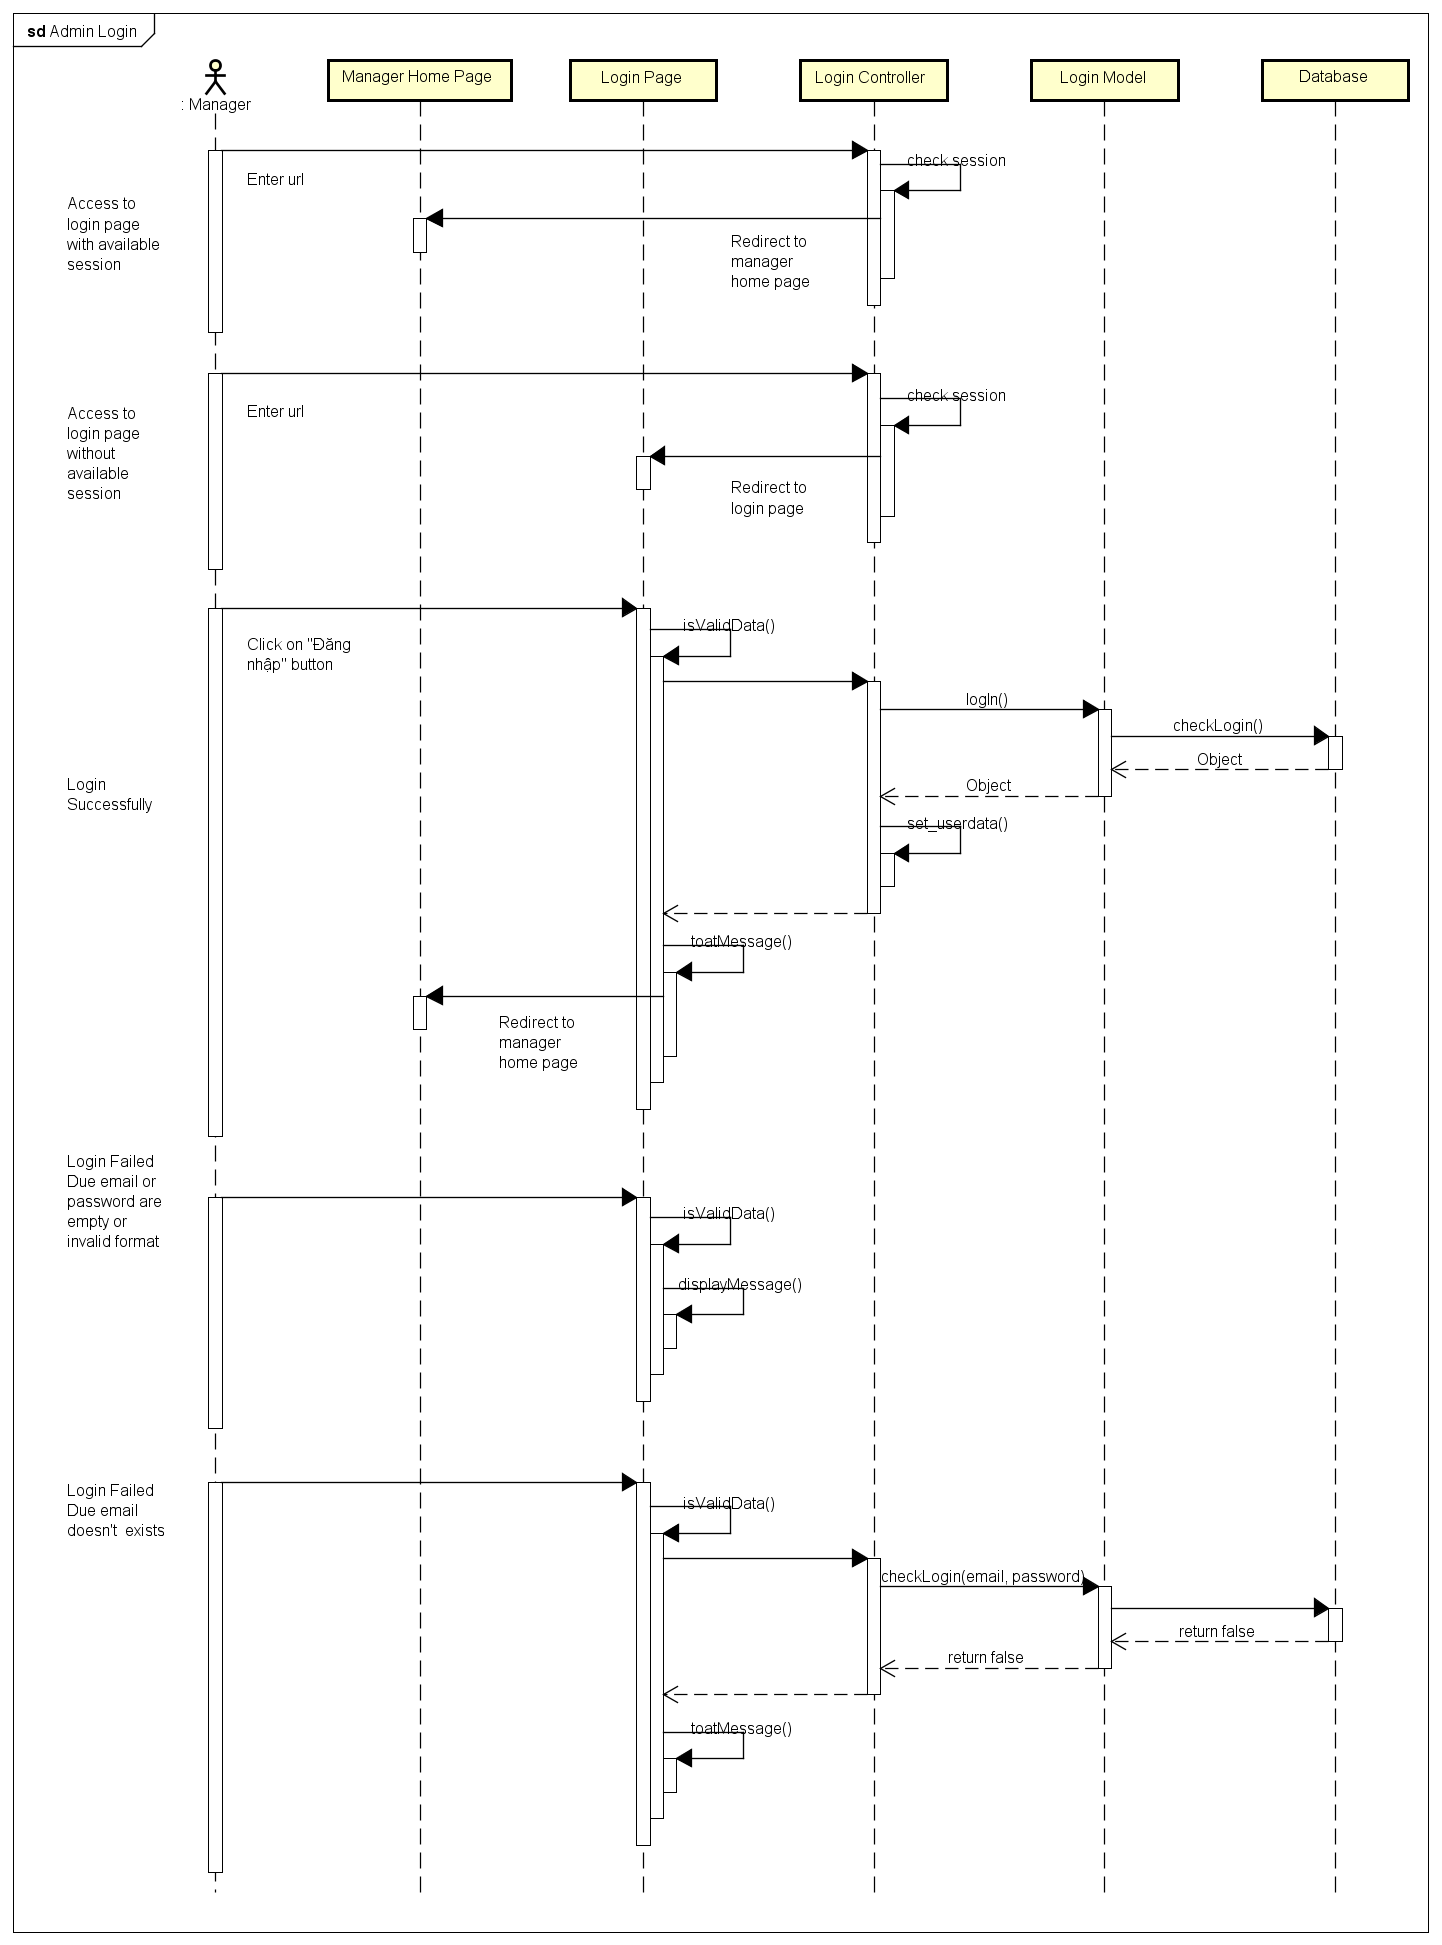 sd Admin Login
: Manager
Manager Home Page
Login Page
Login Controller
Login Model
Database
check session
Enter url
Access to
login page
with available
session
Redirect to
manager
home page
check session
Enter url
Access to
login page
without
available
session
Redirect to
login page
isValidData()
Click on "Đăng
nhập" button
logIn()
checkLogin()
Object
Object
Login
Successfully
set_userdata()
toatMessage()
Redirect to
manager
home page
Login Failed
Due email or
password are
empty or
invalid format
isValidData()
displayMessage()
Login Failed
Due email
doesn't  exists
isValidData()
checkLogin(email, password)
return false
return false
toatMessage()